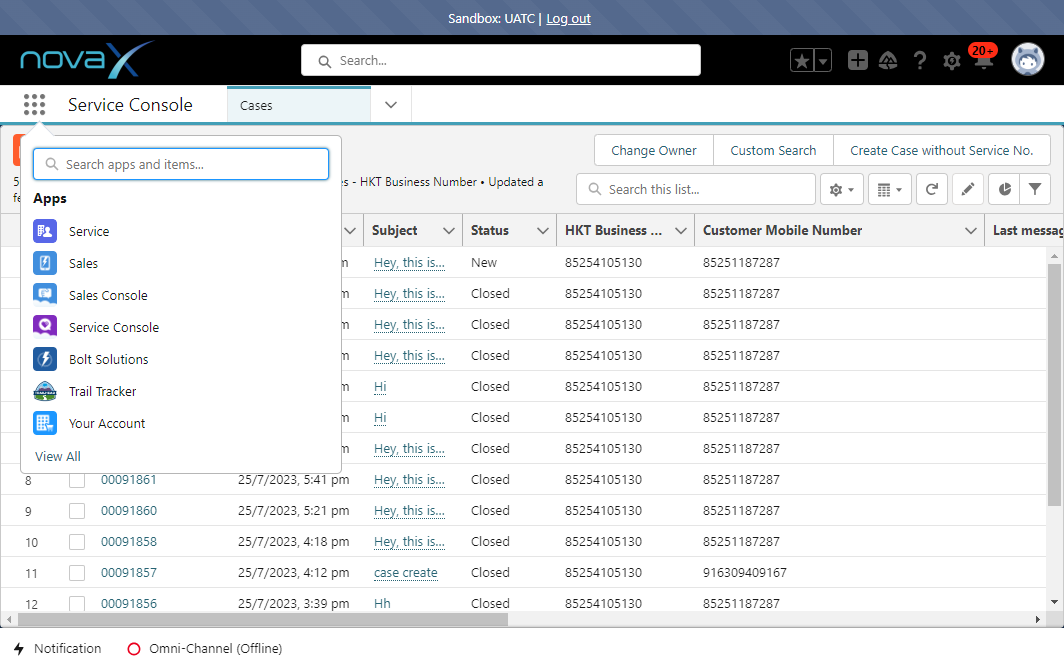 Sandbox: UATC | Log out
novaX
Search...
20+
Service Console
Cases
Search apps and items...
Apps
Service
Sales
Sales Console
Service Console
Bolt Solutions
Trail Tracker
Your Account
View All
Change Owner
Custom Search
Create Case without Service No.
s - HKT Business Number • Updated a
Search this list...
Subject
Status
HKT Business ...
Customer Mobile Number
Last messag
Hey, this is... New 85254105130 85251187287
Hey, this is... Closed 85254105130 85251187287
Hey, this is... Closed 85254105130 85251187287
Hey, this is... Closed 85254105130 85251187287
Hi Closed 85254105130 85251187287
Hi Closed 85254105130 85251187287
Hey, this is... Closed 85254105130 85251187287
8 00091861 25/7/2023, 5:41 pm Hey, this is... Closed 85254105130 85251187287
9 00091860 25/7/2023, 5:21 pm Hey, this is... Closed 85254105130 85251187287
10 00091858 25/7/2023, 4:18 pm Hey, this is... Closed 85254105130 85251187287
11 00091857 25/7/2023, 4:12 pm case create Closed 85254105130 916309409167
12 00091856 25/7/2023, 3:39 pm Hh Closed 85254105130 85251187287
Notification
Omni-Channel (Offline)